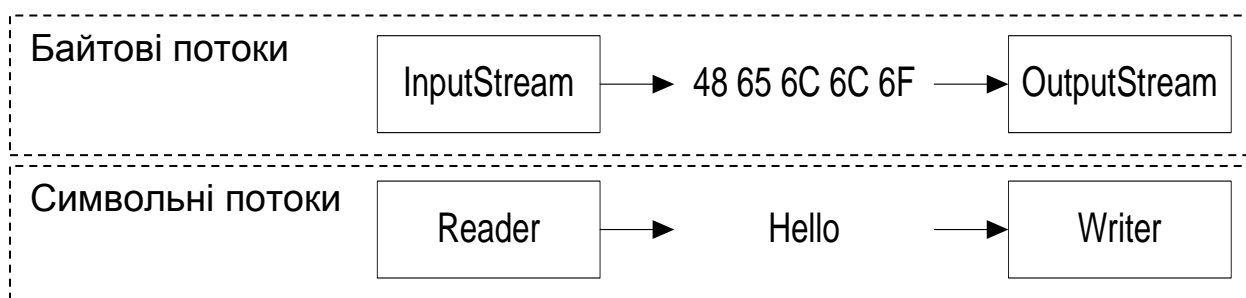 Байтові потоки
InputStream 48 65 6C 6C 6F OutputStream
Символьні потоки
Reader Hello Writer